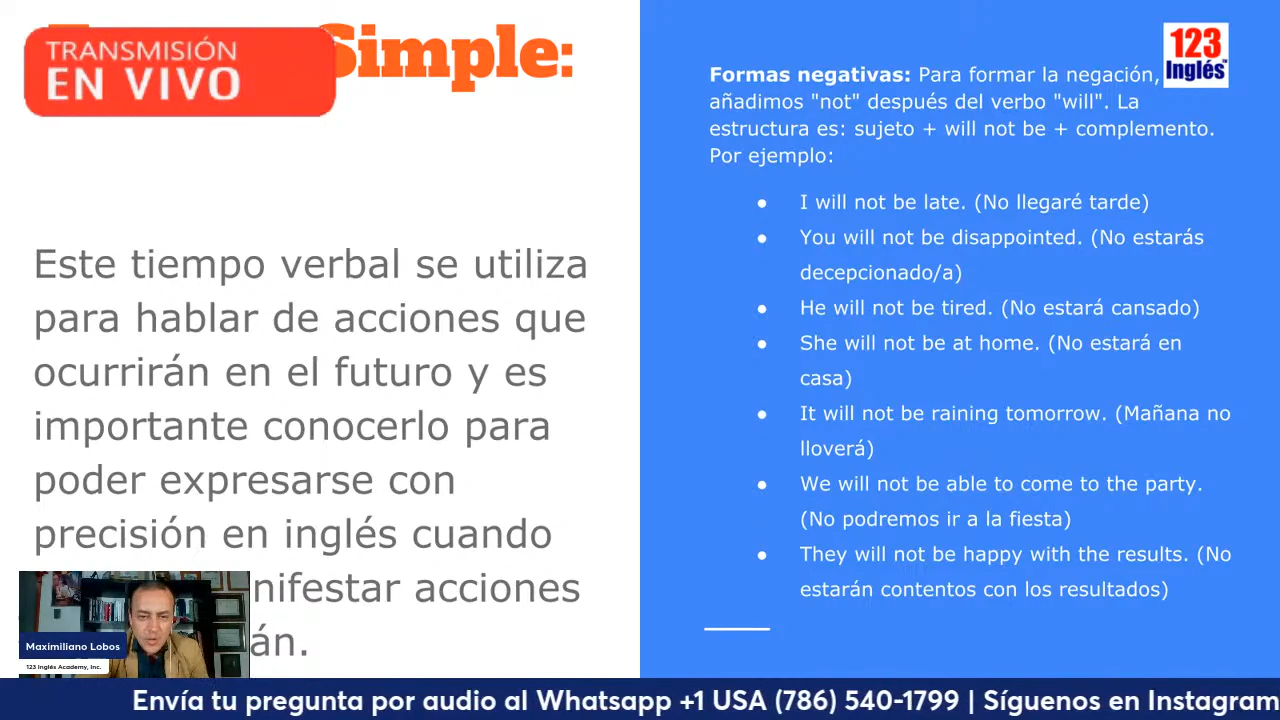 Simple:
TRANSMISIÓN
EN VIVO
Este tiempo verbal se utiliza
para hablar de acciones que
ocurrirán en el futuro y es
importante conocerlo para
poder expresarse con
precisión en inglés cuando
nifestar acciones
án.
Maximiliano Lobos
123 Inglés Academy, Inc.
123
Inglés™
Formas negativas: Para formar la negación,
añadimos "not" después del verbo "will". La
estructura es: sujeto + will not be + complemento.
Por ejemplo:
● I will not be late. (No llegaré tarde)
● You will not be disappointed. (No estarás
decepcionado/a)
● He will not be tired. (No estará cansado)
● She will not be at home. (No estará en
casa)
● It will not be raining tomorrow. (Mañana no
lloverá)
● We will not be able to come to the party.
(No podremos ir a la fiesta)
● They will not be happy with the results. (No
estarán contentos con los resultados)
Envía tu pregunta por audio al Whatsapp +1 USA (786) 540-1799 | Síguenos en Instagram